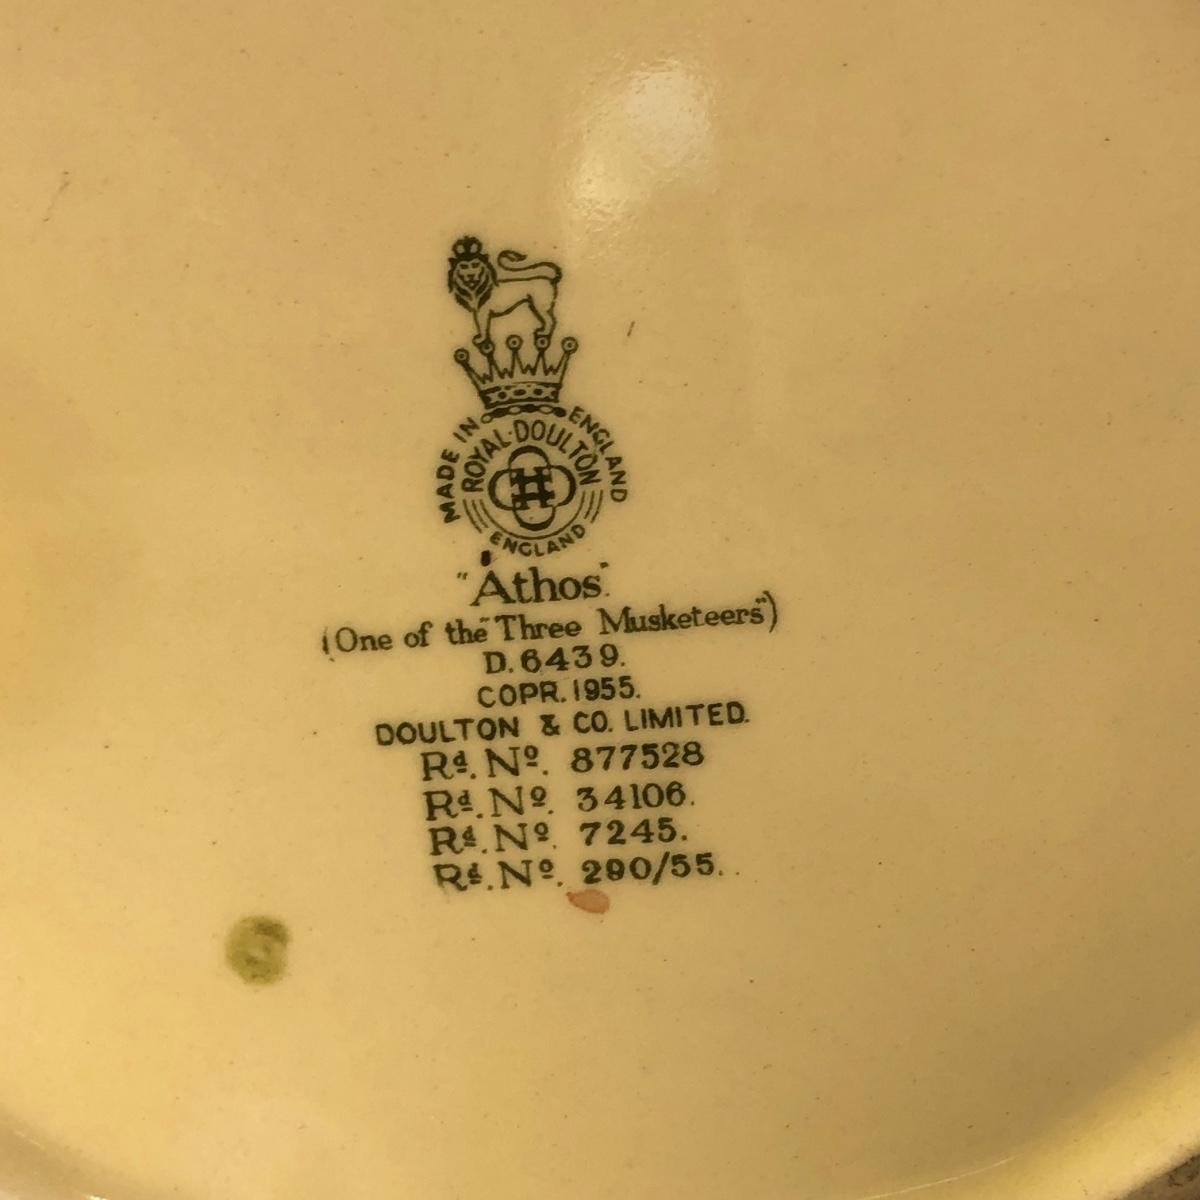 MADE IN ENGLAND
ROYAL·DOULTON
ENGLAND
"Athos".
(One of the "Three Musketeers")
D.6439.
COPR.1955.
DOULTON & CO. LIMITED.
Rd. No. 877528
Rd. No. 34106.
Rd. No. 7245.
Rd. No. 290/55.